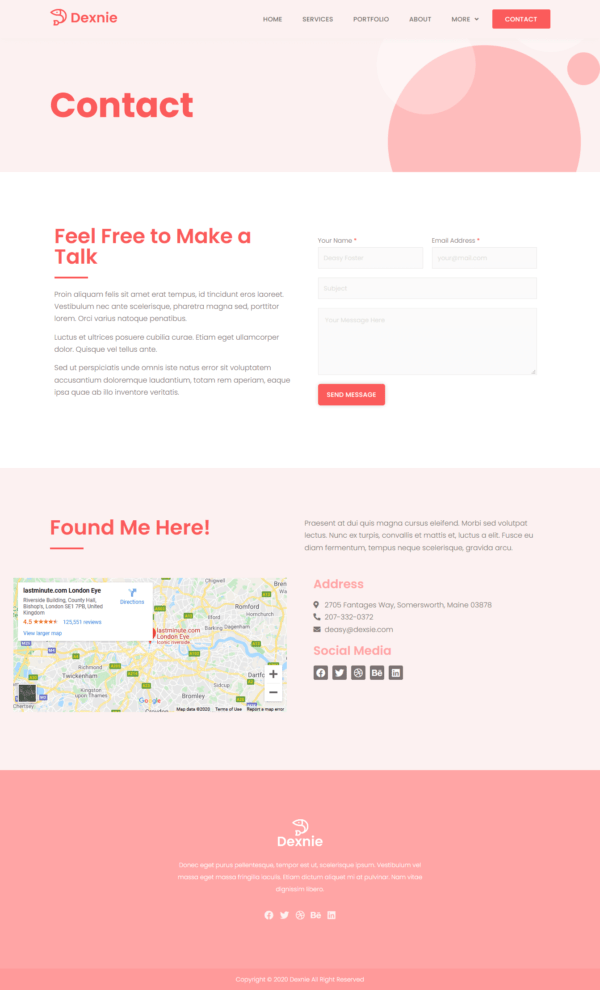 Dexnie
HOME SERVICES PORTFOLIO ABOUT MORE CONTACT
Contact
Feel Free to Make a
Talk
Proin aliquam felis sit amet erat tempus, id tincidunt eros laoreet.
Vestibulum nec ante scelerisque, pharetra magna sed, porttitor
lorem. Orci varius natoque penatibus.
Luctus et ultrices posuere cubilia curae. Etiam eget ullamcorper
dolor. Quisque vel tellus ante.
Sed ut perspiciatis unde omnis iste natus error sit voluptatem
accusantium doloremque laudantium, totam rem aperiam, eaque
ipsa quae ab illo inventore veritatis.
Your Name * Email Address *
Deasy Foster your@mail.com
Subject
Your Message Here
SEND MESSAGE
Found Me Here!
Praesent at dui quis magna cursus eleifend. Morbi sed volutpat
lectus. Nunc ex turpis, convallis et mattis et, luctus a elit. Fusce eu
diam fermentum, tempus neque scelerisque, gravida arcu.
lastminute.com London Eye
Riverside Building, County Hall,
Bishop's, London SE1 7PB, United
Kingdom
4.5 123,551 reviews
View larger map
Directions
Chigwell
Bren
Romford
Ilford
Hornchurch
lastminute.com
London Eye
Richmond
Twickenham
Kingston
upon Thames
Dartfo
Bromley
Croydon
Chertsey
Google
Map data ©2020 Terms of Use Report a map error
Address
2705 Fantages Way, Somersworth, Maine 03878
207-332-0372
deasy@dexsie.com
Social Media
Dexnie
Donec eget purus pellentesque, tempor set ut, scelerisque ipsum. Vestibulum vel
massa eget massa fringilla iaculis. Etiam dictum aliquet mi at pulvinar. Nam vitae
dignissim libero.
Copyright © 2020 Dexnie All Right Reserved